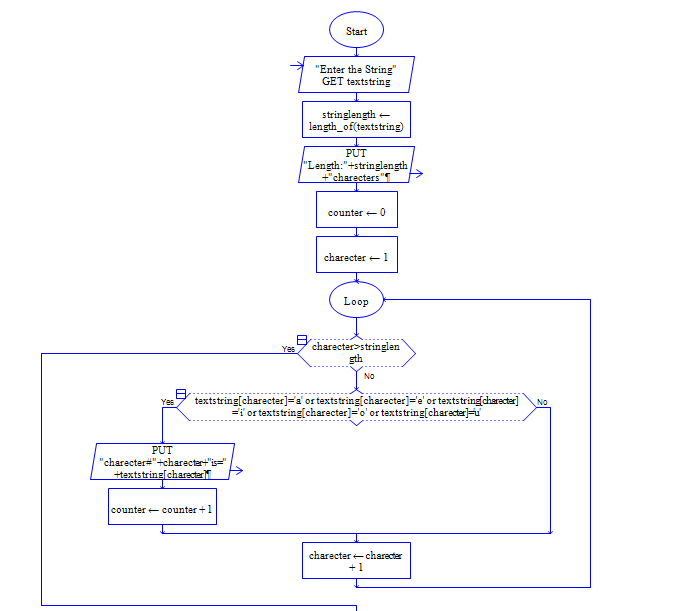 Start
"Enter the String"
GET textstring
stringlength ←
length_of(textstring)
PUT
"Length:"+stringlength
+"charecters"¶
counter ← 0
charecter ← 1
Loop
Yes
charecter>stringlen
gth
No
Yes
textstring[charecter]='a' or textstring[charecter]='e' or textstring[charecter]
='i' or textstring[charecter]='o' or textstring[charecter]='u'
No
PUT
"charecter#"+charecter+"is="
+textstring[charecter]¶
counter ← counter + 1
charecter ← charecter
+ 1